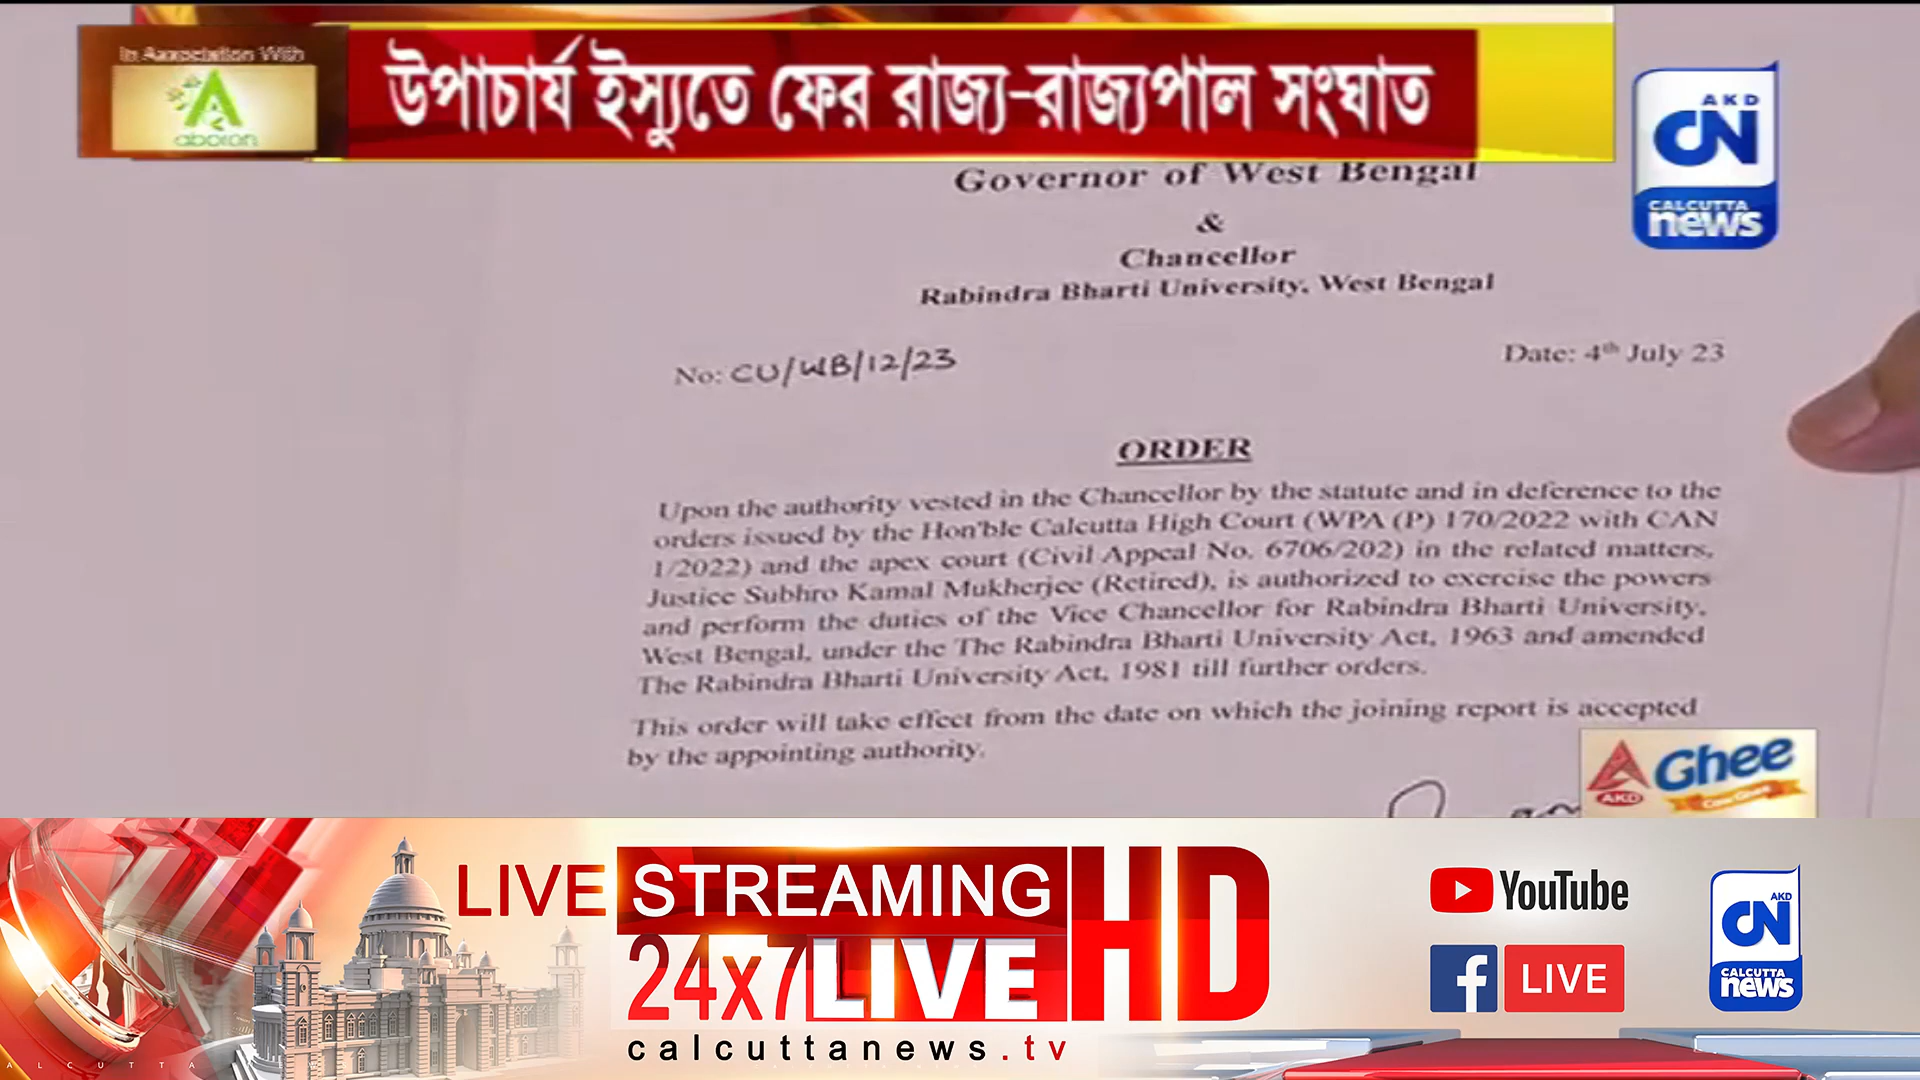 In Association With
aboron
উপাচার্য ইস্যুতে ফের রাজ্য-রাজ্যপাল সংঘাত
AKD
CN
CALCUTTA
news
Governor of West Bengal
&
Chancellor
Rabindra Bharti University, West Bengal
No: CU/WB/12/23
Date: 4th July 23
ORDER
Upon the authority vested in the Chancellor by the statute and in deference to the
orders issued by the Hon'ble Calcutta High Court (WPA (P) 170/2022 with CAN
1/2022) and the apex court (Civil Appeal No. 6706/202) in the related matters,
Justice Subhro Kamal Mukherjee (Retired), is authorized to exercise the powers
and perform the duties of the Vice Chancellor for Rabindra Bharti University,
West Bengal, under the The Rabindra Bharti University Act, 1963 and amended
The Rabindra Bharti University Act, 1981 till further orders.
This order will take effect from the date on which the joining report is accepted
by the appointing authority.
AKD
Ghee
LIVE STREAMING HD
24x7 LIVE
calcuttanews.tv
YouTube
f LIVE
AKD
CN
CALCUTTA
news